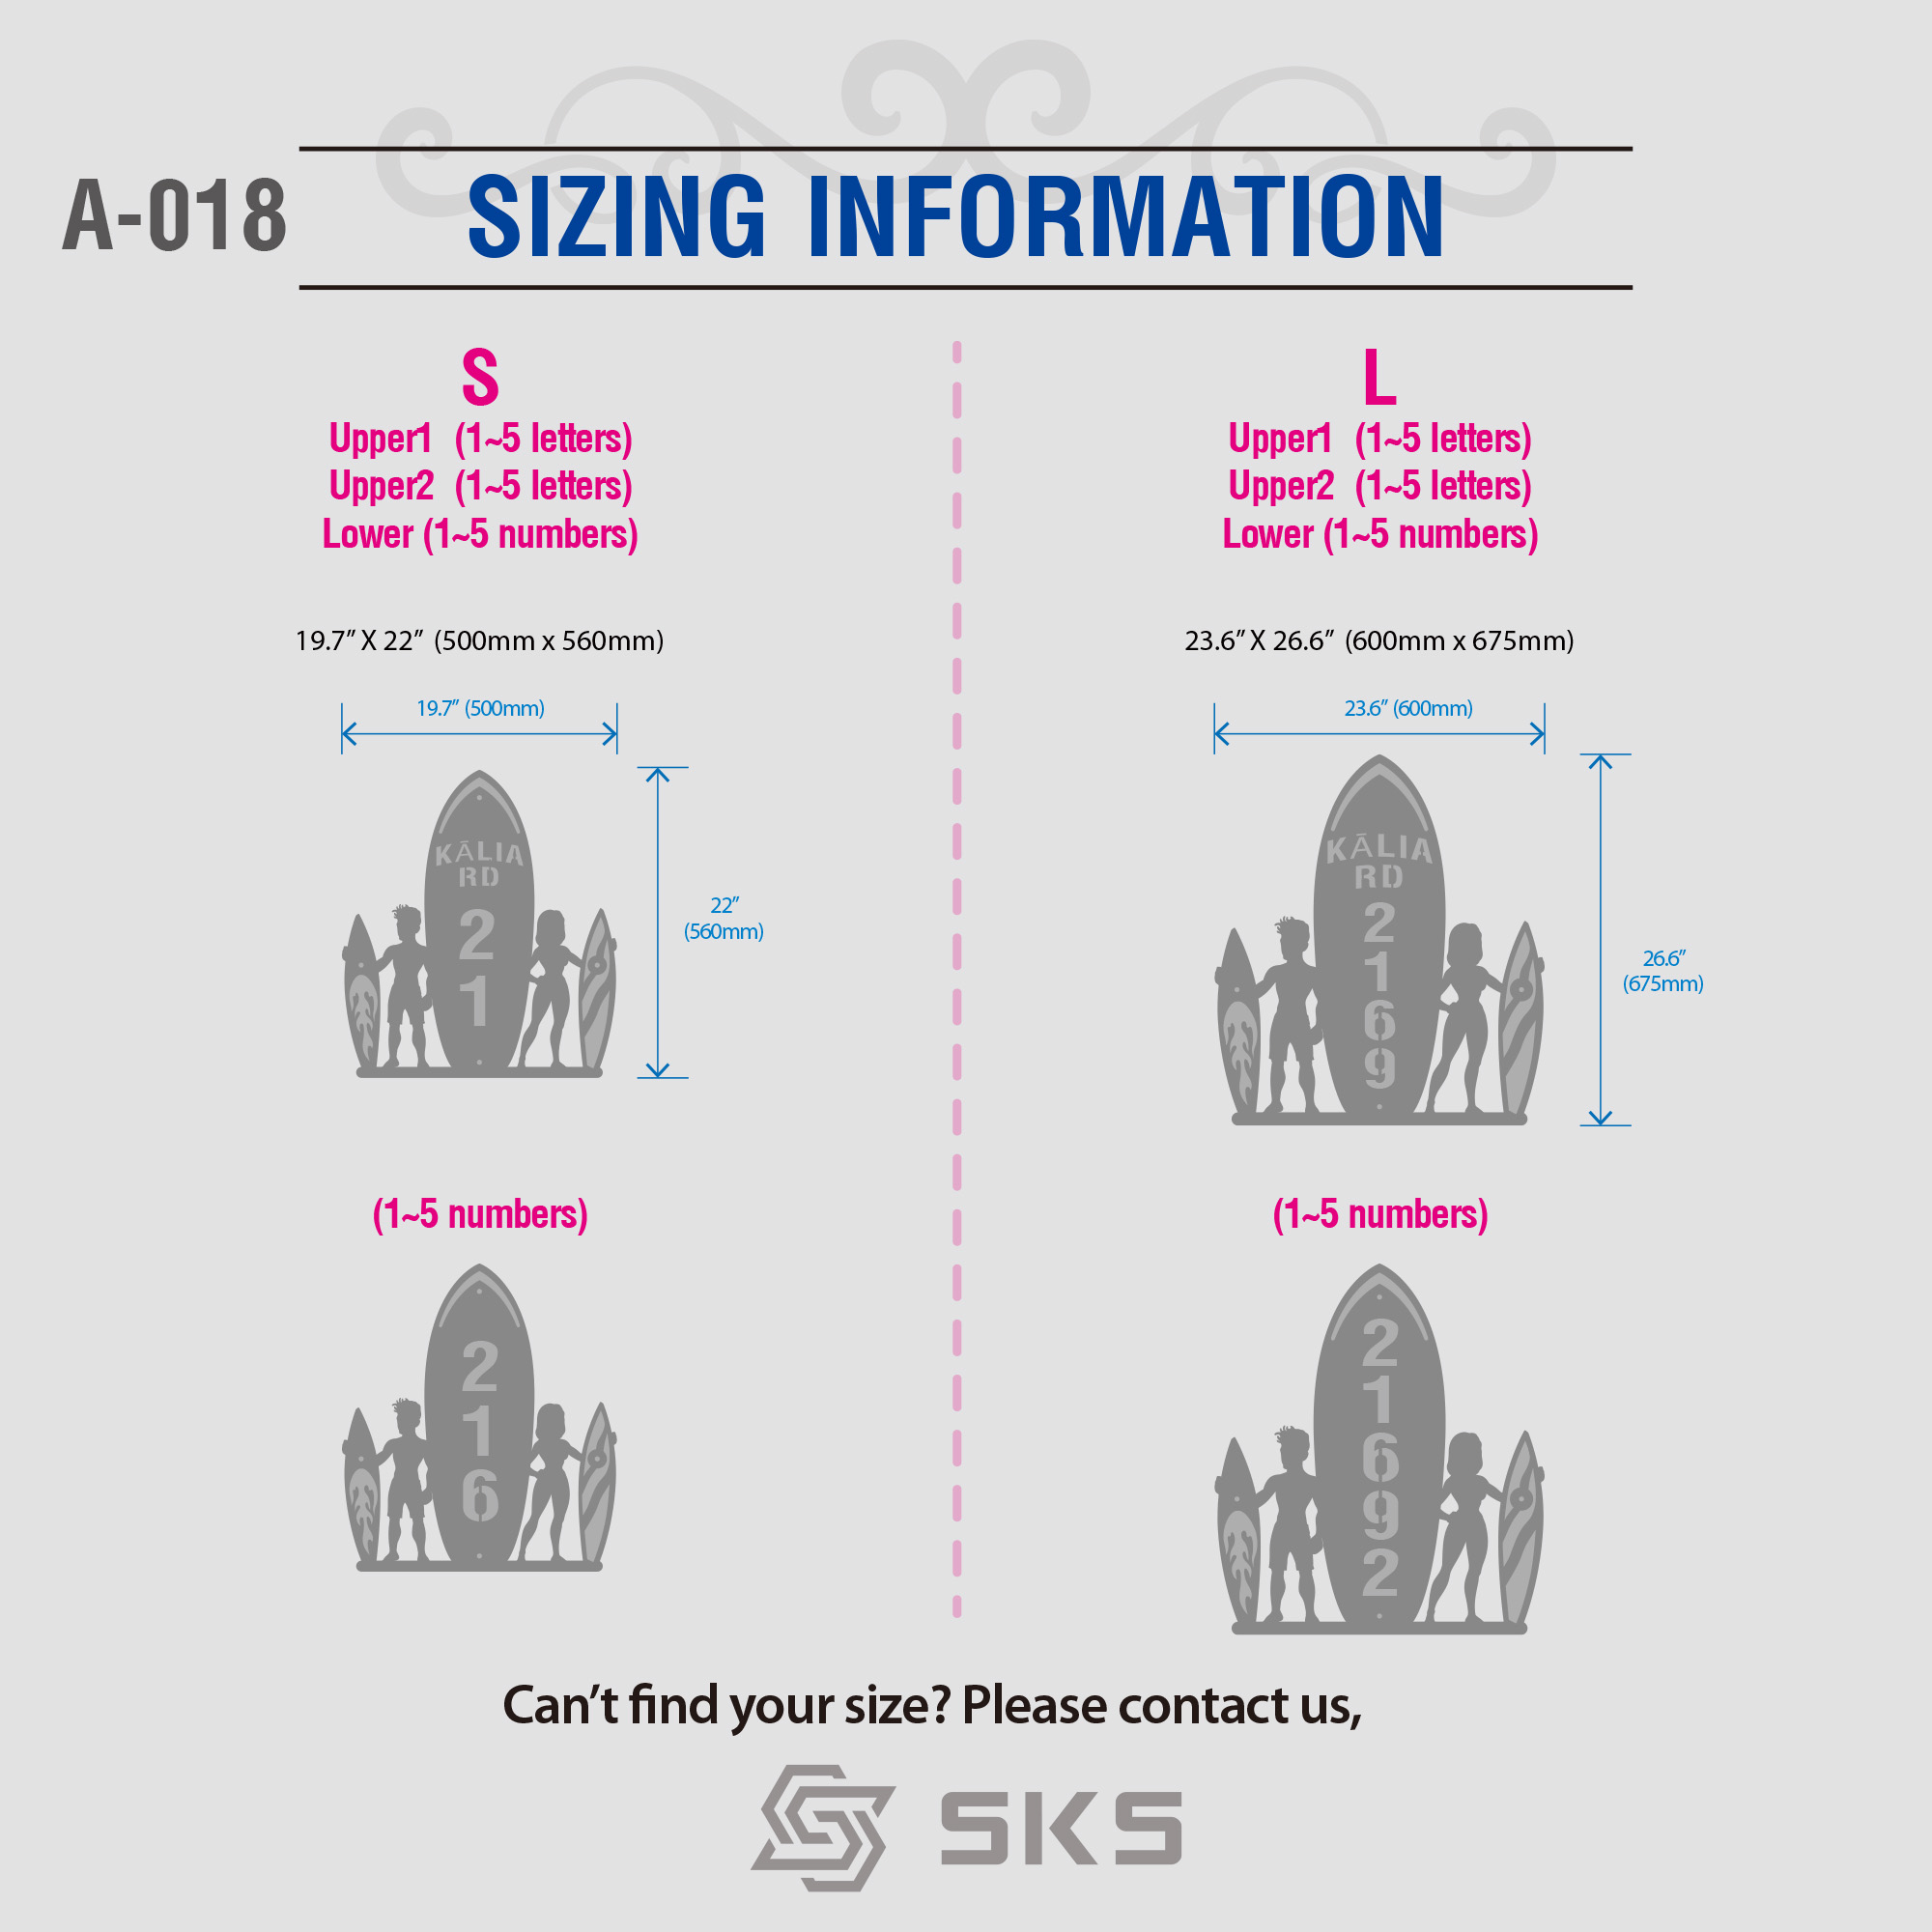 A-018
SIZING INFORMATION
S
Upper1 (1~5 letters)
Upper2 (1~5 letters)
Lower (1~5 numbers)
19.7” X 22” (500mm x 560mm)
19.7” (500mm)
KĀLIA
RD
2
1
22”
(560mm)
(1~5 numbers)
2
1
6
L
Upper1 (1~5 letters)
Upper2 (1~5 letters)
Lower (1~5 numbers)
23.6” X 26.6” (600mm x 675mm)
23.6” (600mm)
KĀLIA
RD
2
1
6
9
26.6”
(675mm)
(1~5 numbers)
2
1
6
9
2
Can’t find your size? Please contact us,
SKS